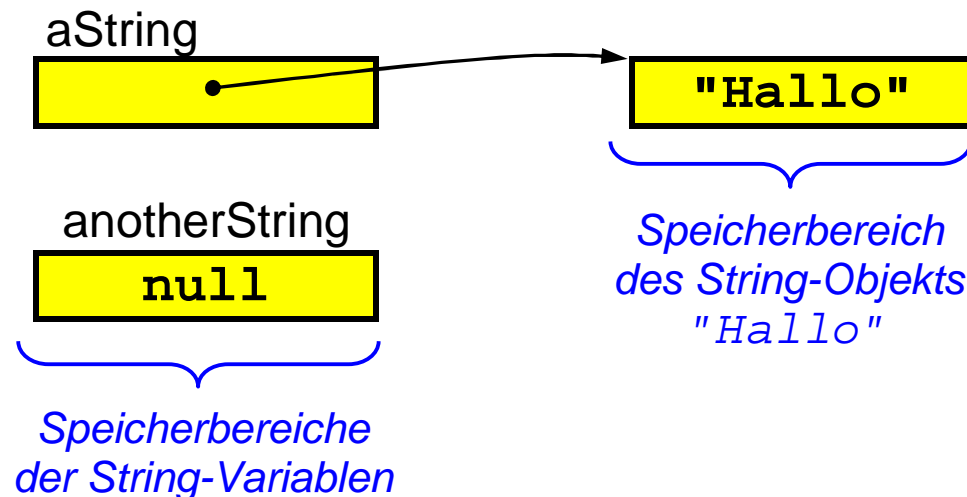 aString
"Hallo"
anotherString
null
Speicherbereich
des String-Objekts
"Hallo"
Speicherbereiche
der String-Variablen